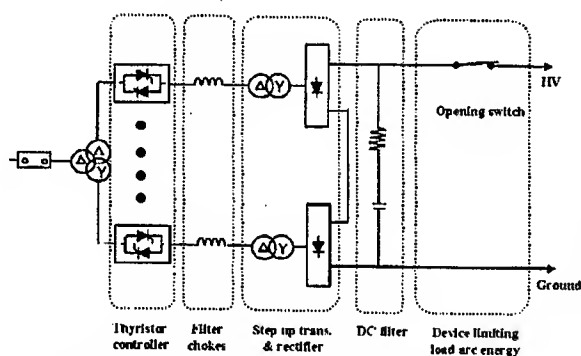 Δ
Y
HV
Opening switch
Δ
Δ
Y
Δ
Y
Ground
Thyristor
controller
Filter
chokes
Step up trans.
& rectifier
DC filter
Device limiting
load arc energy